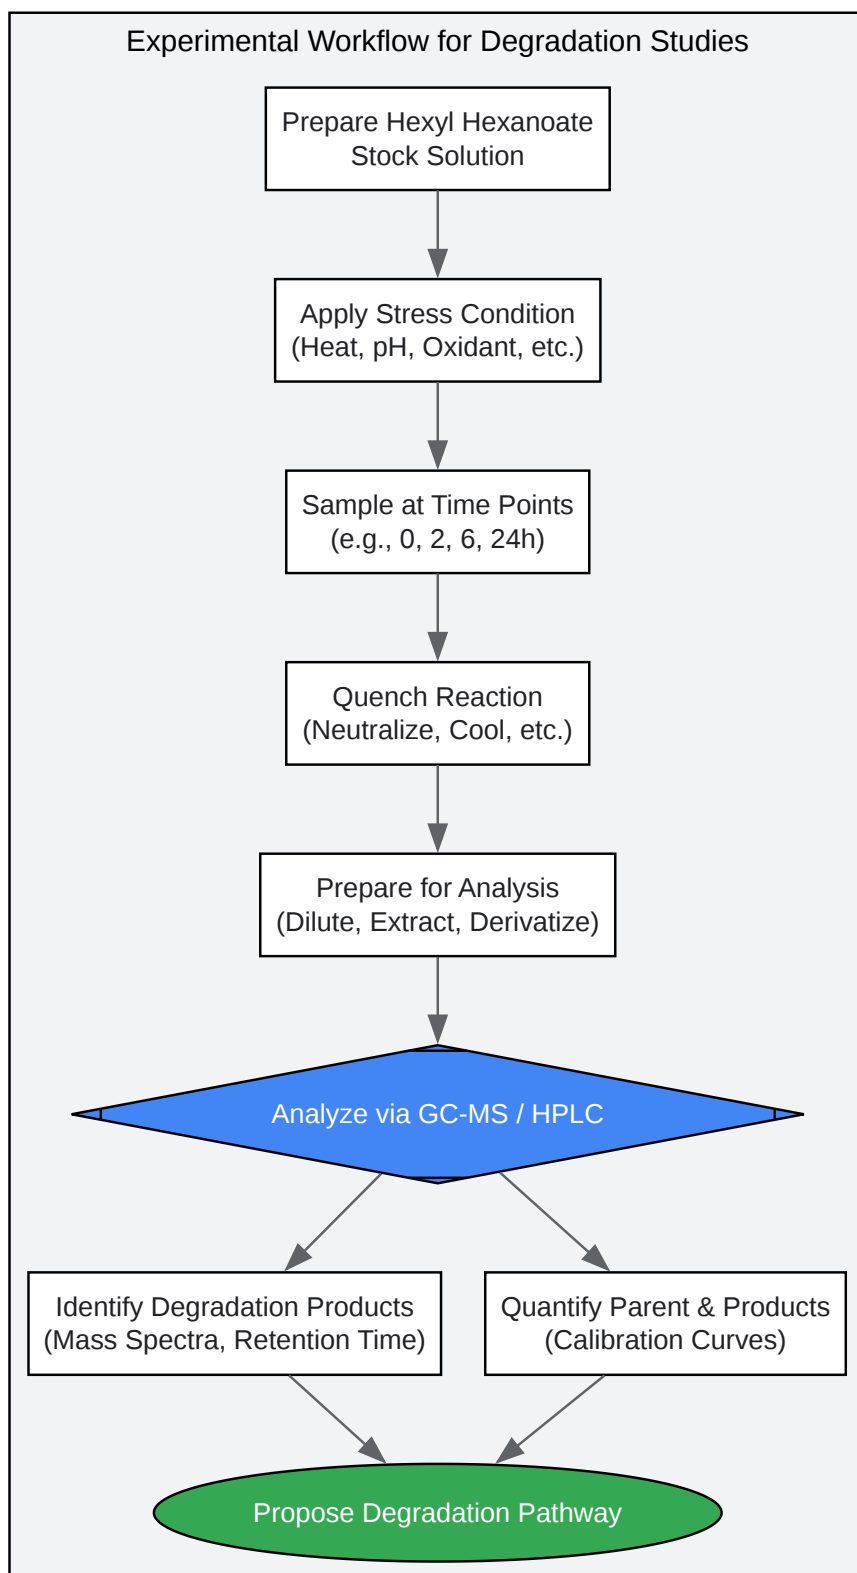 Experimental Workflow for Degradation Studies
Prepare Hexyl Hexanoate
Stock Solution
Apply Stress Condition
(Heat, pH, Oxidant, etc.)
Sample at Time Points
(e.g., 0, 2, 6, 24h)
Quench Reaction
(Neutralize, Cool, etc.)
Prepare for Analysis
(Dilute, Extract, Derivatize)
Analyze via GC-MS / HPLC
Identify Degradation Products
(Mass Spectra, Retention Time)
Quantify Parent & Products
(Calibration Curves)
Propose Degradation Pathway